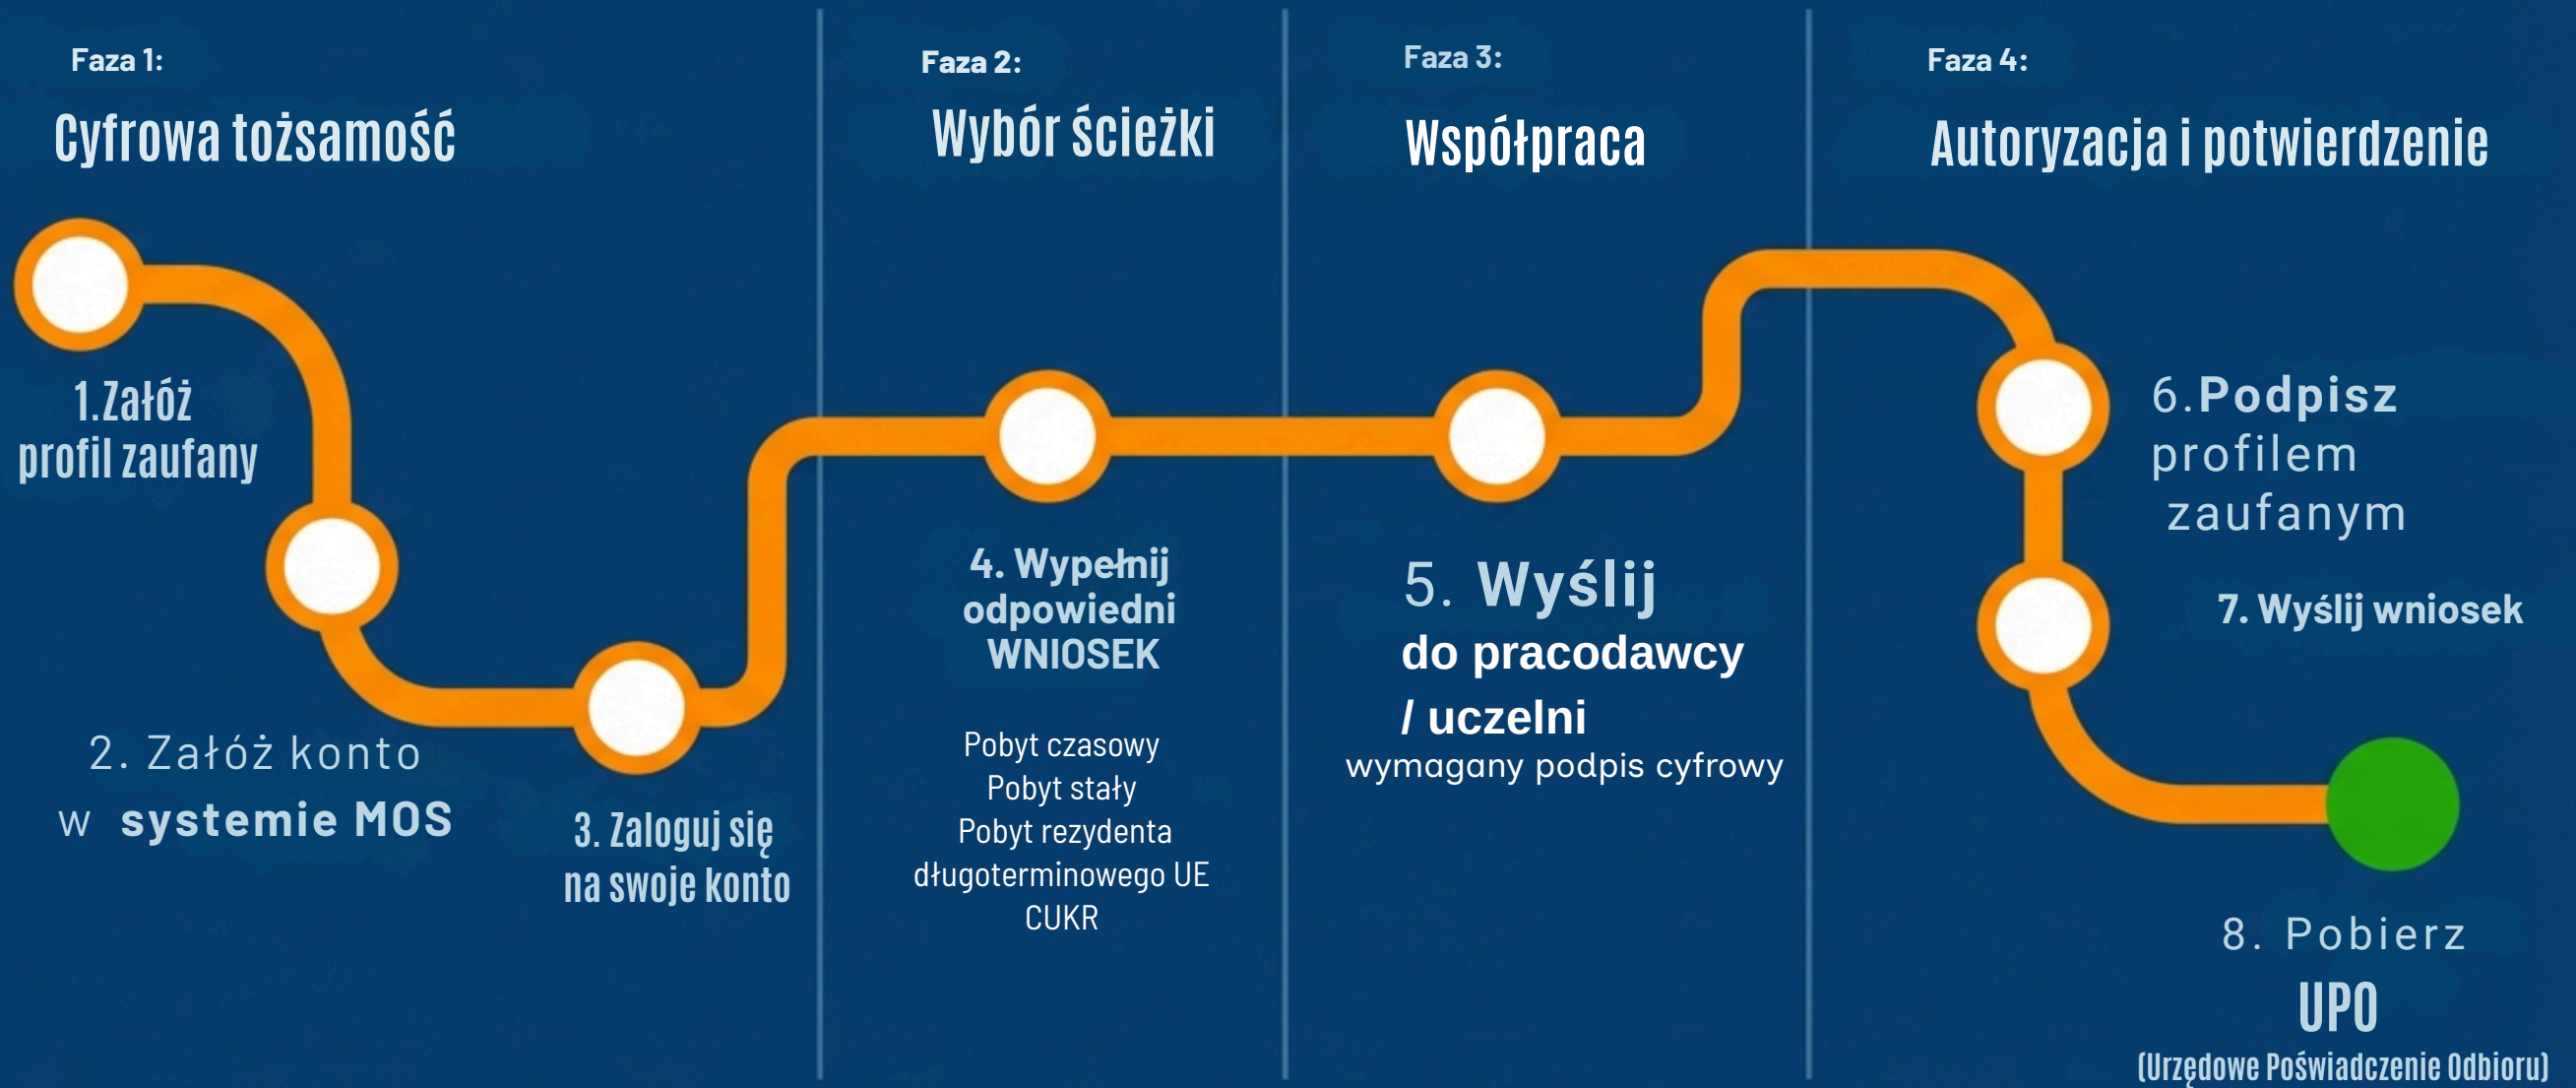 Faza 1:
Cyfrowa tożsamość
1.Załóż
profil zaufany
2. Załóż konto
w systemie MOS
3. Zaloguj się
na swoje konto
Faza 2:
Wybór ścieżki
4. Wypełnij
odpowiedni
WNIOSEK
Pobyt czasowy
Pobyt stały
Pobyt rezydenta
długoterminowego UE
CUKR
Faza 3:
Współpraca
5. Wyślij
do pracodawcy
/ uczelni
wymagany podpis cyfrowy
Faza 4:
Autoryzacja i potwierdzenie
6.Podpisz
profilem
zaufanym
7. Wyślij wniosek
8. Pobierz
UPO
(Urzędowe Poświadczenie Odbioru)